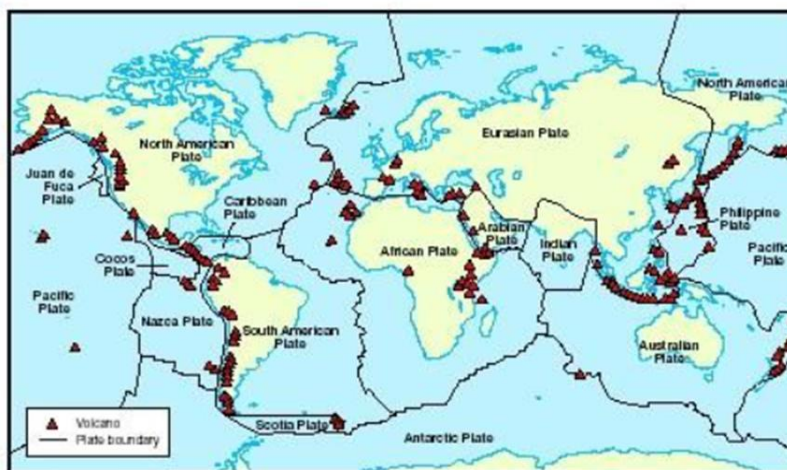 North American
Plate
Eurasian Plate
North American
Plate
Juan de
Fuca Plate
Caribbean
Plate
Philippine
Plate
Arabian
Plate
African Plate
Indian
Plate
Cocos
Plate
Pacific
Plate
Pacific
Plate
Nazca Plate
South American
Plate
Australian
Plate
Scotia Plate
Antarctic Plate
Volcano
Plate boundary